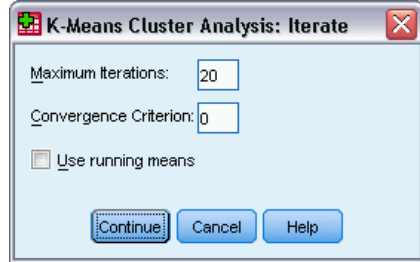 K-Means Cluster Analysis: Iterate
Maximum Iterations: 20
Convergence Criterion: 0
Use running means
Continue Cancel Help